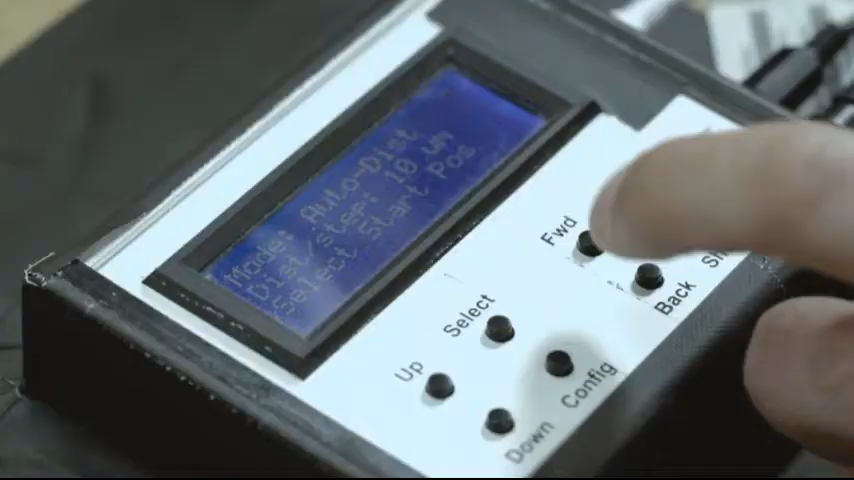 Mode: Auto-Dist
Dist/step: 10 um
Select Start Pos
Fwd
Back
Select
Up
Config
Down